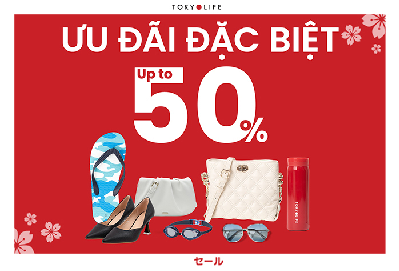 TOKYOLIFE
ƯU ĐÃI ĐẶC BIỆT
Up to
50%
セール